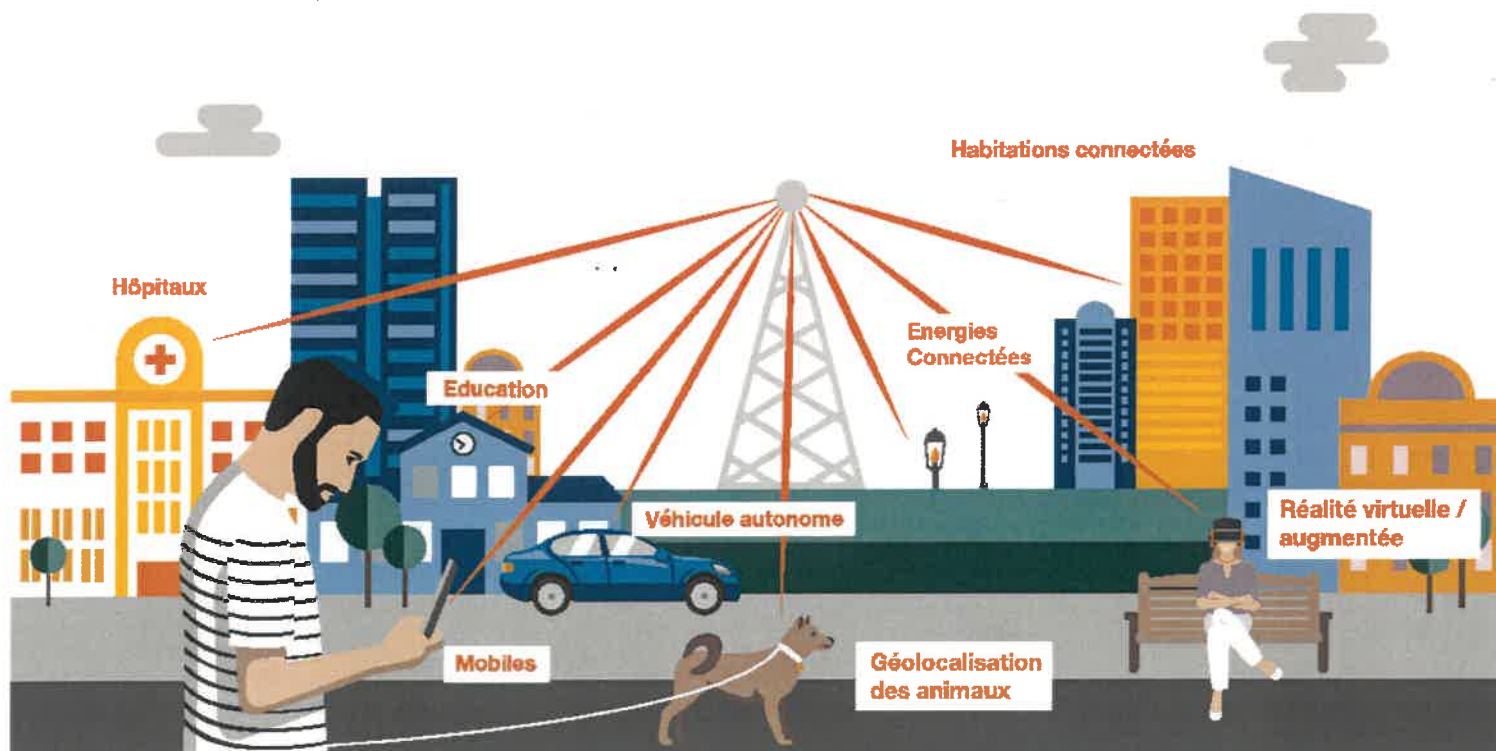 Habitations connectées
Hôpitaux
Energies
Connectées
Education
Véhicule autonome
Réalité virtuelle /
augmentée
Mobiles
Géolocalisation
des animaux